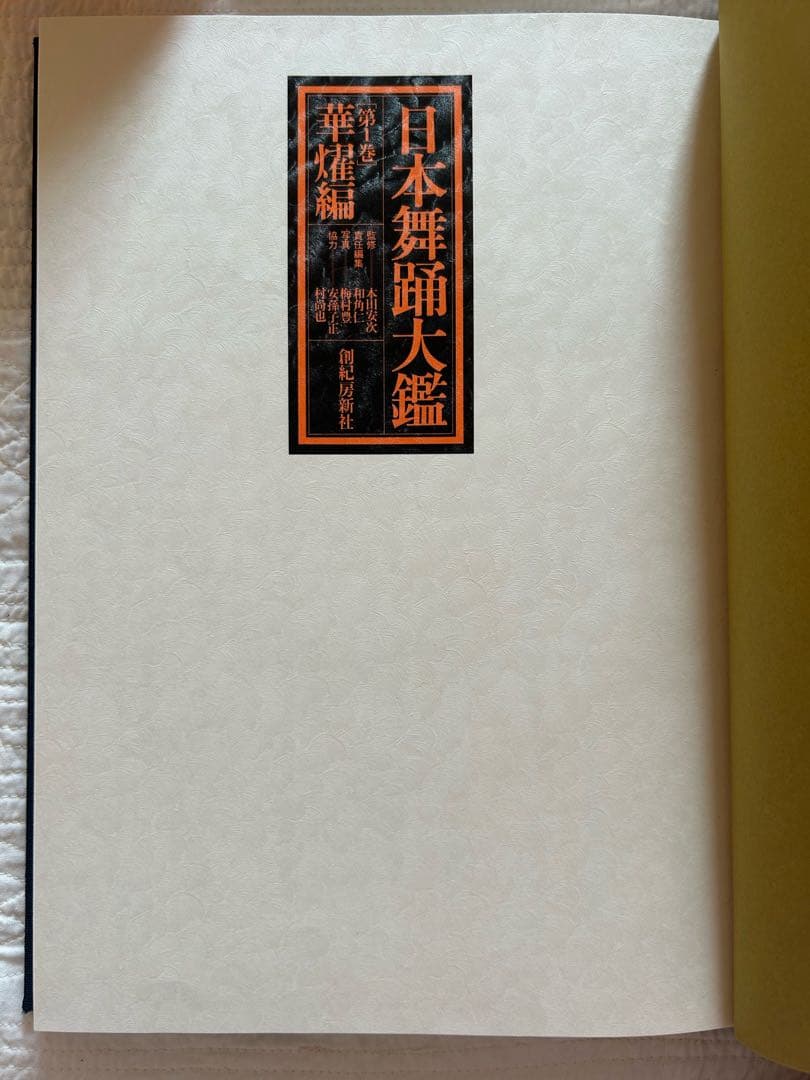 日本舞踊大鑑
[第1巻]
華燿編
監修 本田安次
責任編集 和角仁
写真 梅村豊
協力 安孫子正
村尚也
創紀房新社